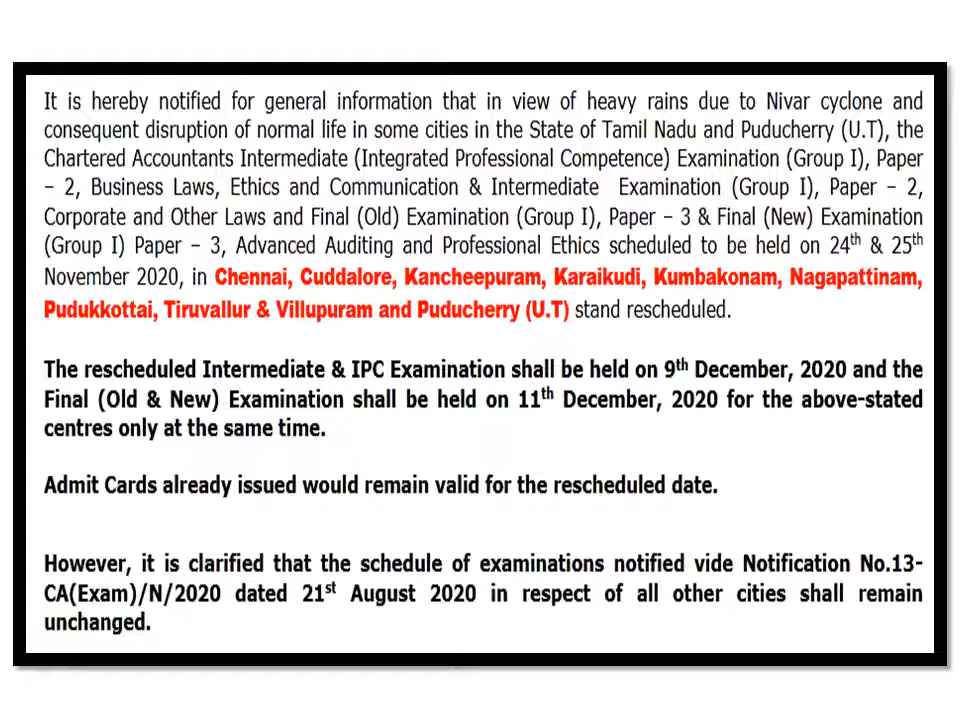 It is hereby notified for general information that in view of heavy rains due to Nivar cyclone and
consequent disruption of normal life in some cities in the State of Tamil Nadu and Puducherry (U.T), the
Chartered Accountants Intermediate (Integrated Professional Competence) Examination (Group I), Paper
– 2, Business Laws, Ethics and Communication & Intermediate Examination (Group I), Paper – 2,
Corporate and Other Laws and Final (Old) Examination (Group I), Paper – 3 & Final (New) Examination
(Group I) Paper – 3, Advanced Auditing and Professional Ethics scheduled to be held on 24th & 25th
November 2020, in Chennai, Cuddalore, Kancheepuram, Karaikudi, Kumbakonam, Nagapattinam,
Pudukkottai, Tiruvallur & Villupuram and Puducherry (U.T) stand rescheduled.
The rescheduled Intermediate & IPC Examination shall be held on 9th December, 2020 and the
Final (Old & New) Examination shall be held on 11th December, 2020 for the above-stated
centres only at the same time.
Admit Cards already issued would remain valid for the rescheduled date.
However, it is clarified that the schedule of examinations notified vide Notification No.13-
CA(Exam)/N/2020 dated 21st August 2020 in respect of all other cities shall remain
unchanged.